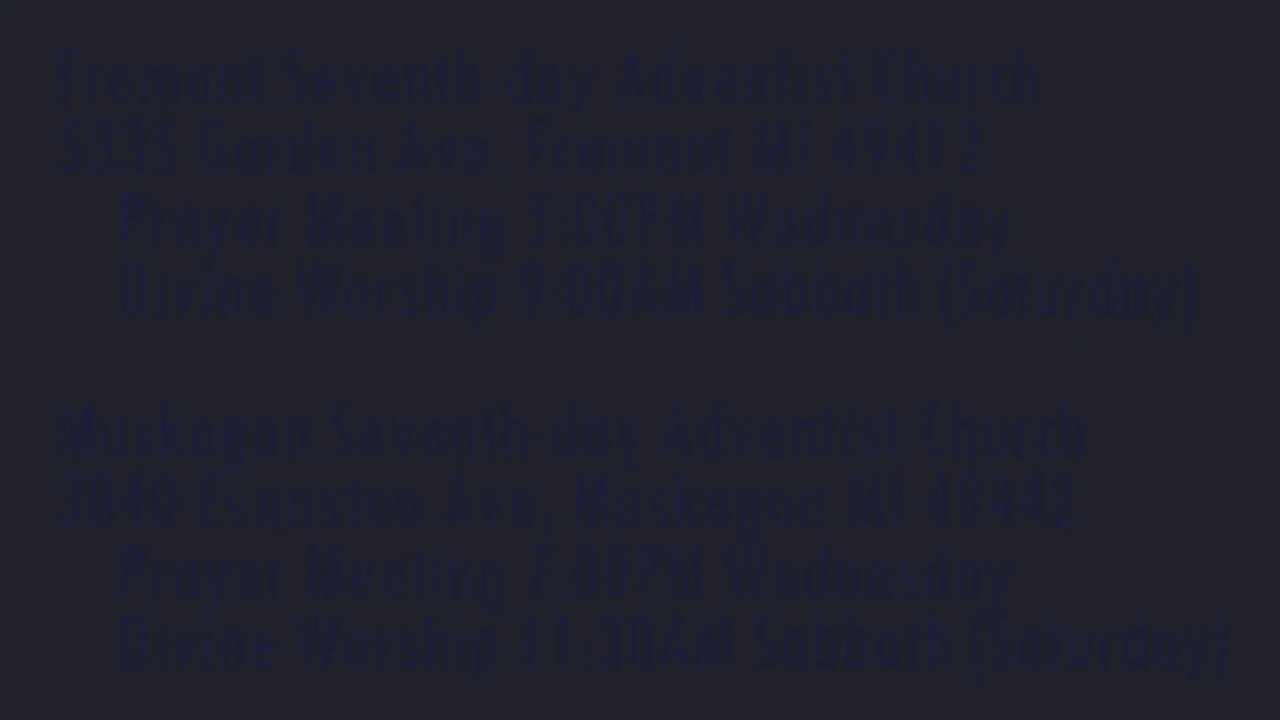 Fremont Seventh-day Adventist Church
5335 Garden Ave. Fremont MI 49412
Prayer Meeting 5:00PM Wednesday
Divine Worship 9:00AM Sabbath (Saturday)
Muskegon Seventh-day Adventist Church
3840 Evanston Ave. Muskegon MI 49442
Prayer Meeting 7:00PM Wednesday
Divine Worship 11:30AM Sabbath (Saturday)